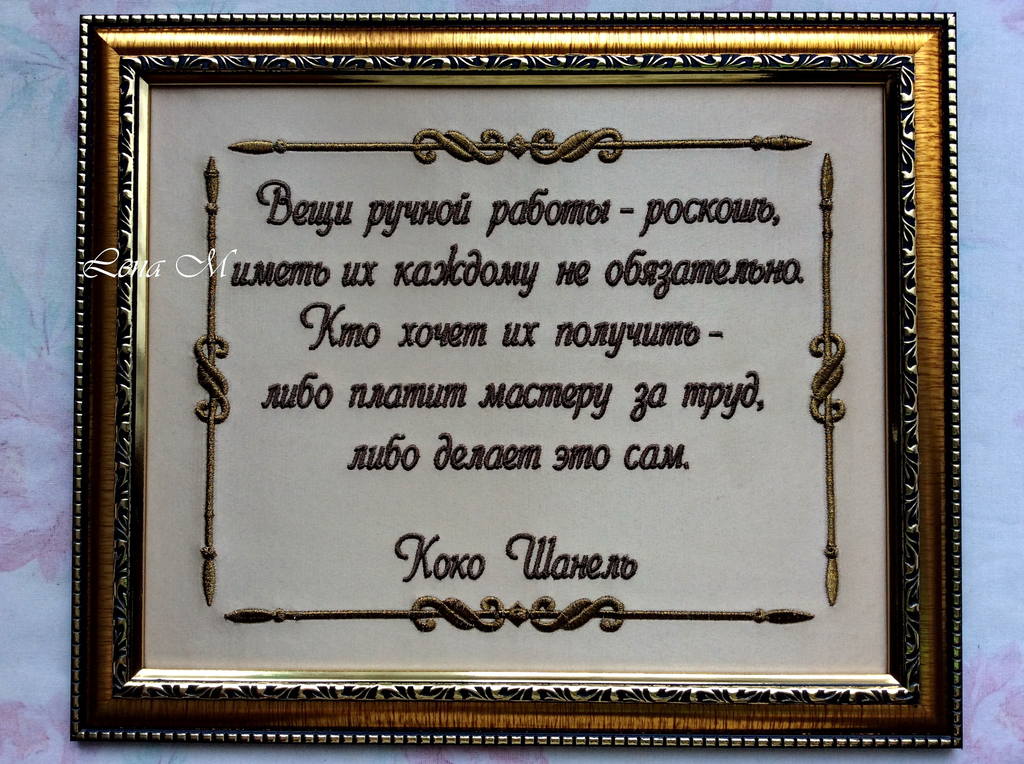 Вещи ручной работы - роскошь,
иметь их каждому не обязательно.
Кто хочет их получить -
либо платит мастеру за труд,
либо делает это сам.
Коко Шанель
Lena M